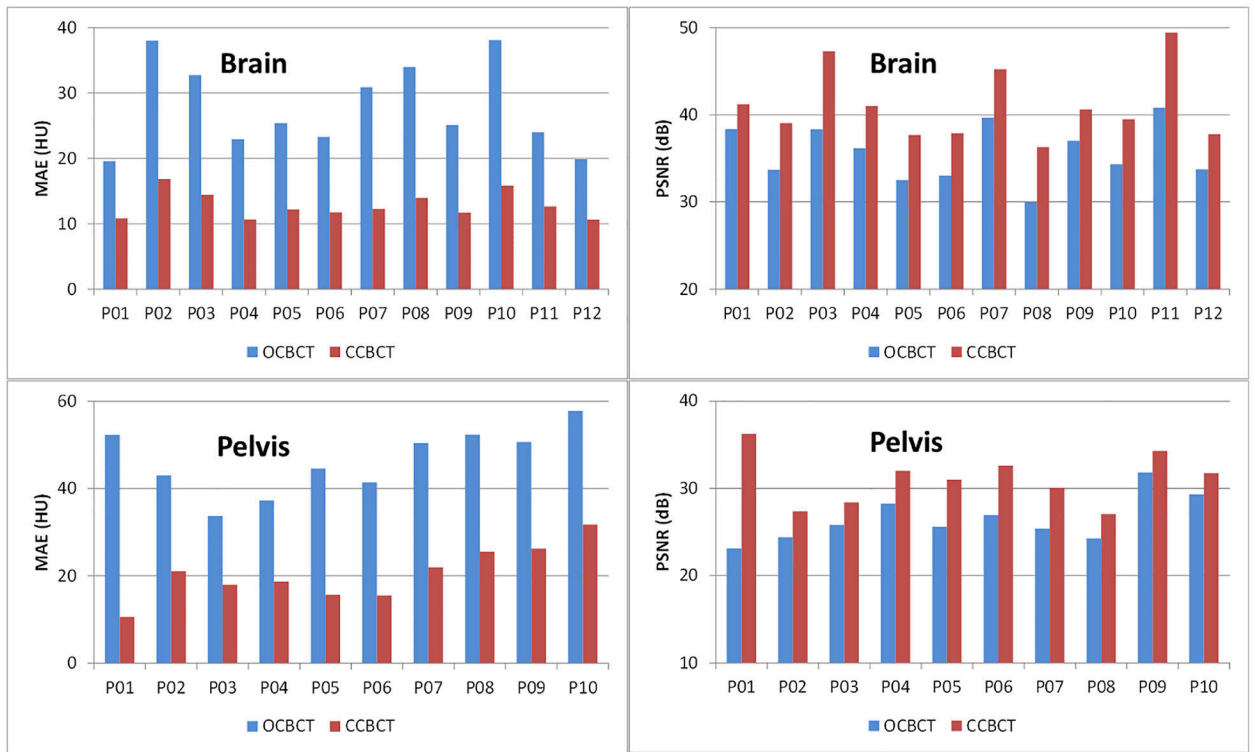 Brain
MAE (HU)
40
30
20
10
0
P01 P02 P03 P04 P05 P06 P07 P08 P09 P10 P11 P12
OCBCT CCBCT
Brain
PSNR (dB)
50
40
30
20
P01 P02 P03 P04 P05 P06 P07 P08 P09 P10 P11 P12
OCBCT CCBCT
Pelvis
MAE (HU)
60
40
20
0
P01 P02 P03 P04 P05 P06 P07 P08 P09 P10
OCBCT CCBCT
Pelvis
PSNR (dB)
40
30
20
10
P01 P02 P03 P04 P05 P06 P07 P08 P09 P10
OCBCT CCBCT